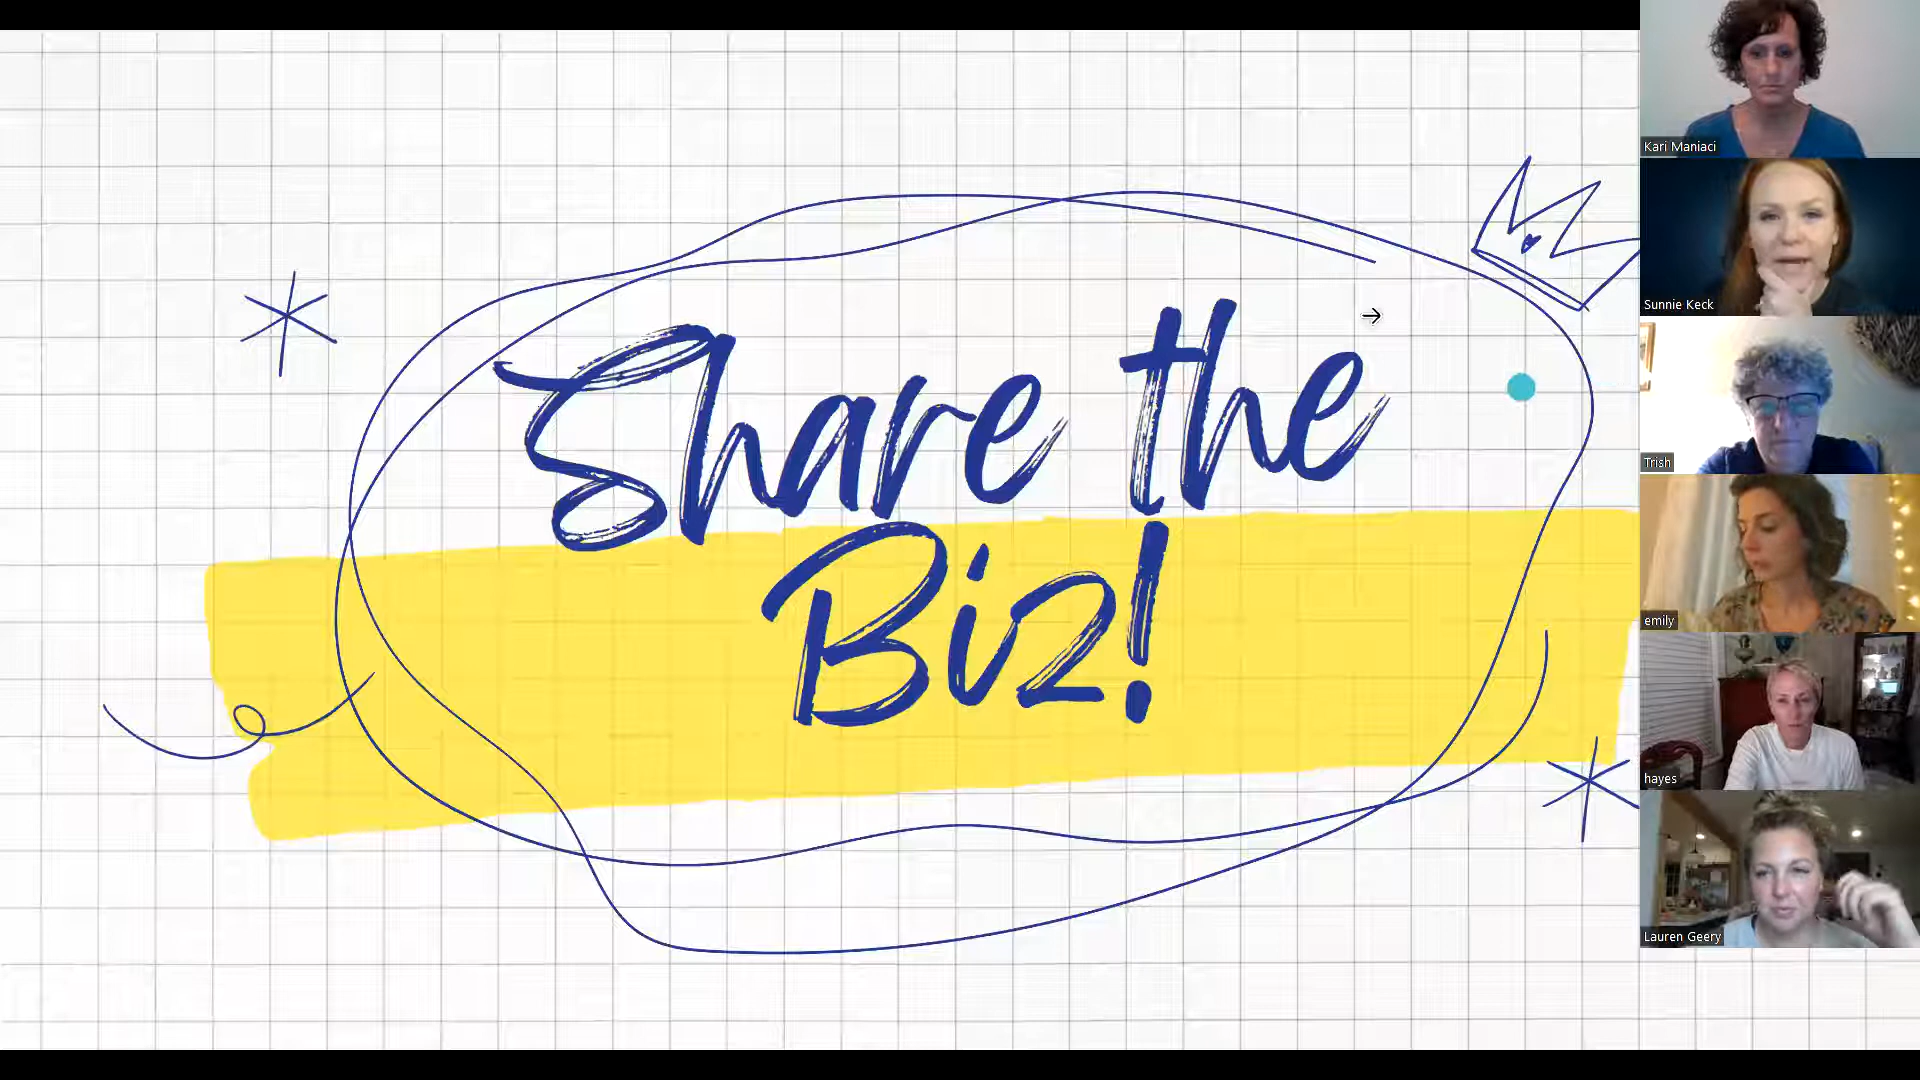 Share the
Biz!
Kari Maniaci
Sunnie Keck
Trish
emily
hayes
Lauren Geery